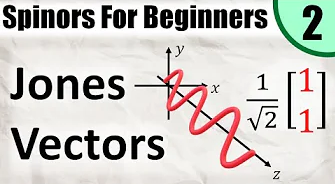 Spinors For Beginners
2
Jones
Vectors
y
x
z
1
√2
[1
1]